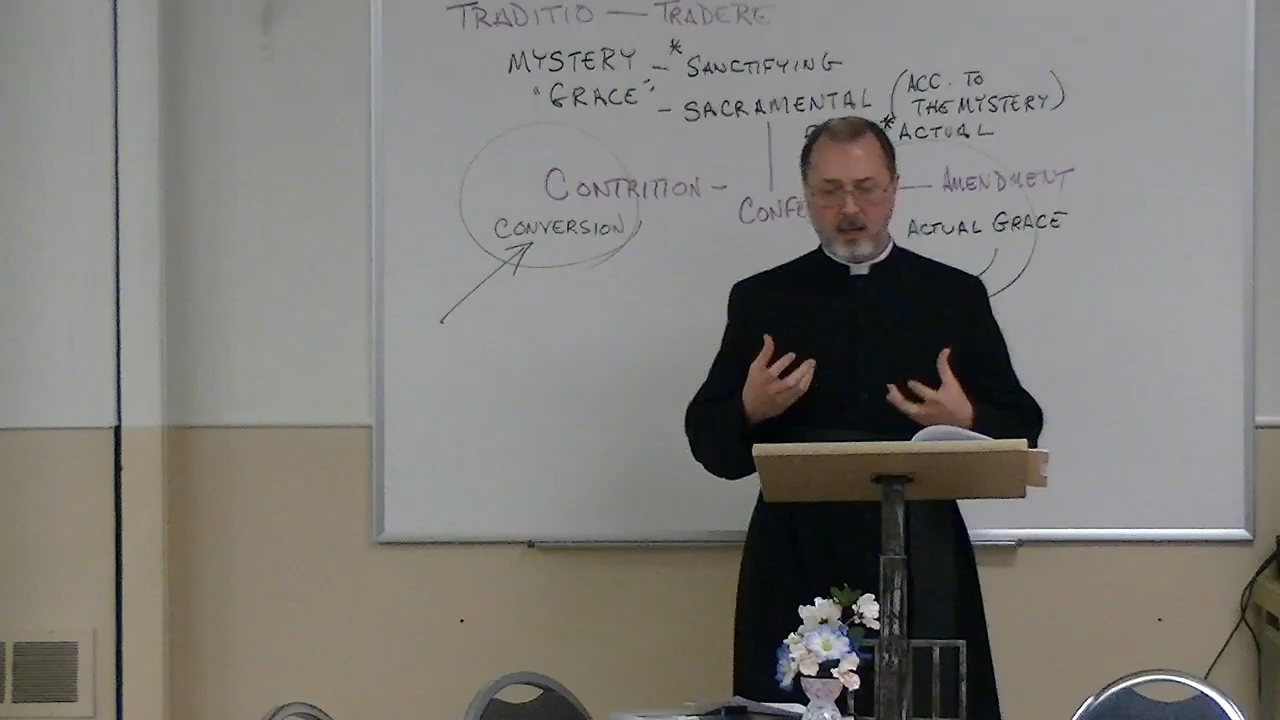 TRADITIO — TRADERE
MYSTERY — * SANCTIFYING
"GRACE" — SACRAMENTAL (ACC. TO
THE MYSTERY)
* ACTUAL
CONTRITION — — AMENDMENT
CONVERSION ACTUAL GRACE